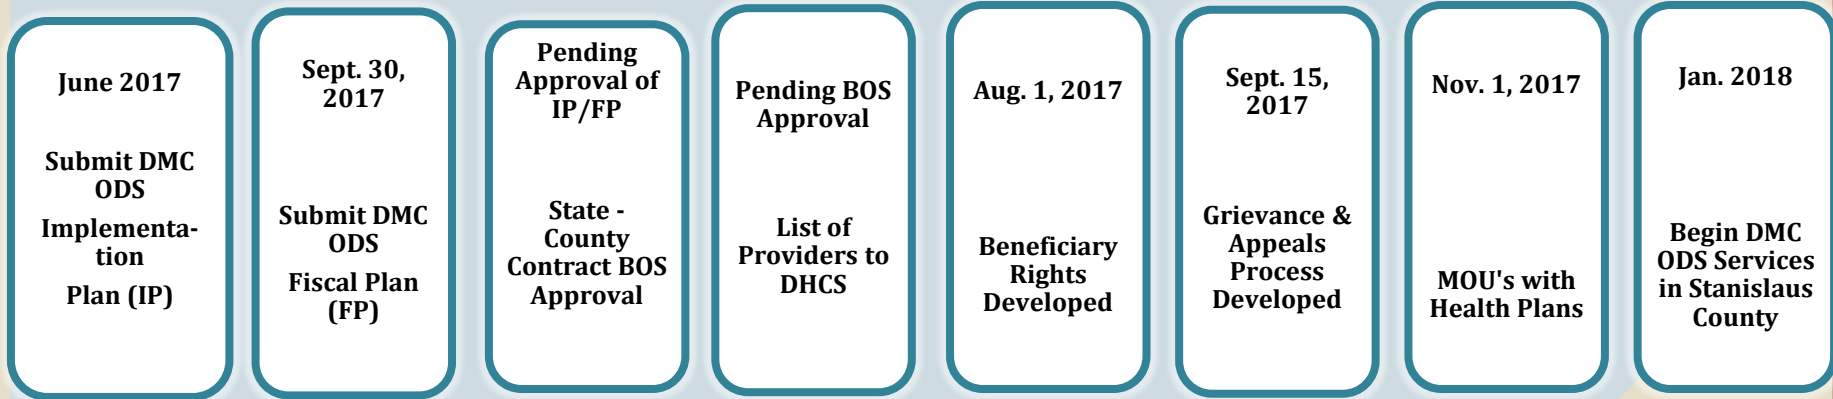 June 2017
Submit DMC
ODS
Implementa-
tion
Plan (IP)
Sept. 30,
2017
Submit DMC
ODS
Fiscal Plan
(FP)
Pending
Approval of
IP/FP
State -
County
Contract BOS
Approval
Pending BOS
Approval
List of
Providers to
DHCS
Aug. 1, 2017
Beneficiary
Rights
Developed
Sept. 15,
2017
Grievance &
Appeals
Process
Developed
Nov. 1, 2017
MOU's with
Health Plans
Jan. 2018
Begin DMC
ODS Services
in Stanislaus
County